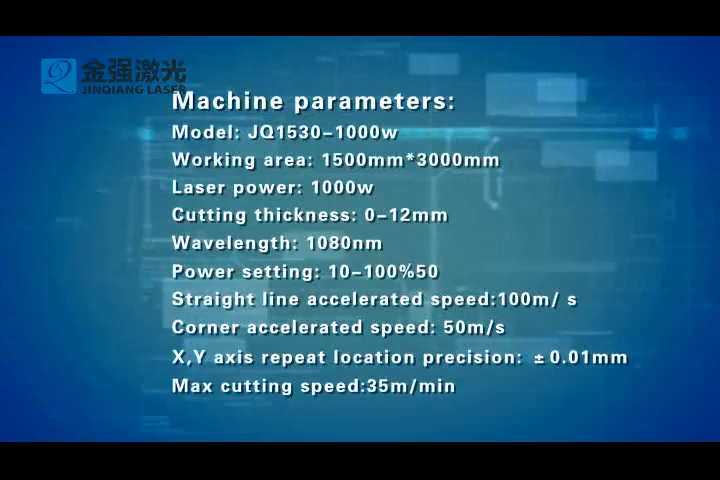 金强激光
JINQIANG LASER
Machine parameters:
Model: JQ1530-1000w
Working area: 1500mm*3000mm
Laser power: 1000w
Cutting thickness: 0-12mm
Wavelength: 1080nm
Power setting: 10-100%50
Straight line accelerated speed:100m/ s
Corner accelerated speed: 50m/s
X,Y axis repeat location precision: ±0.01mm
Max cutting speed:35m/min